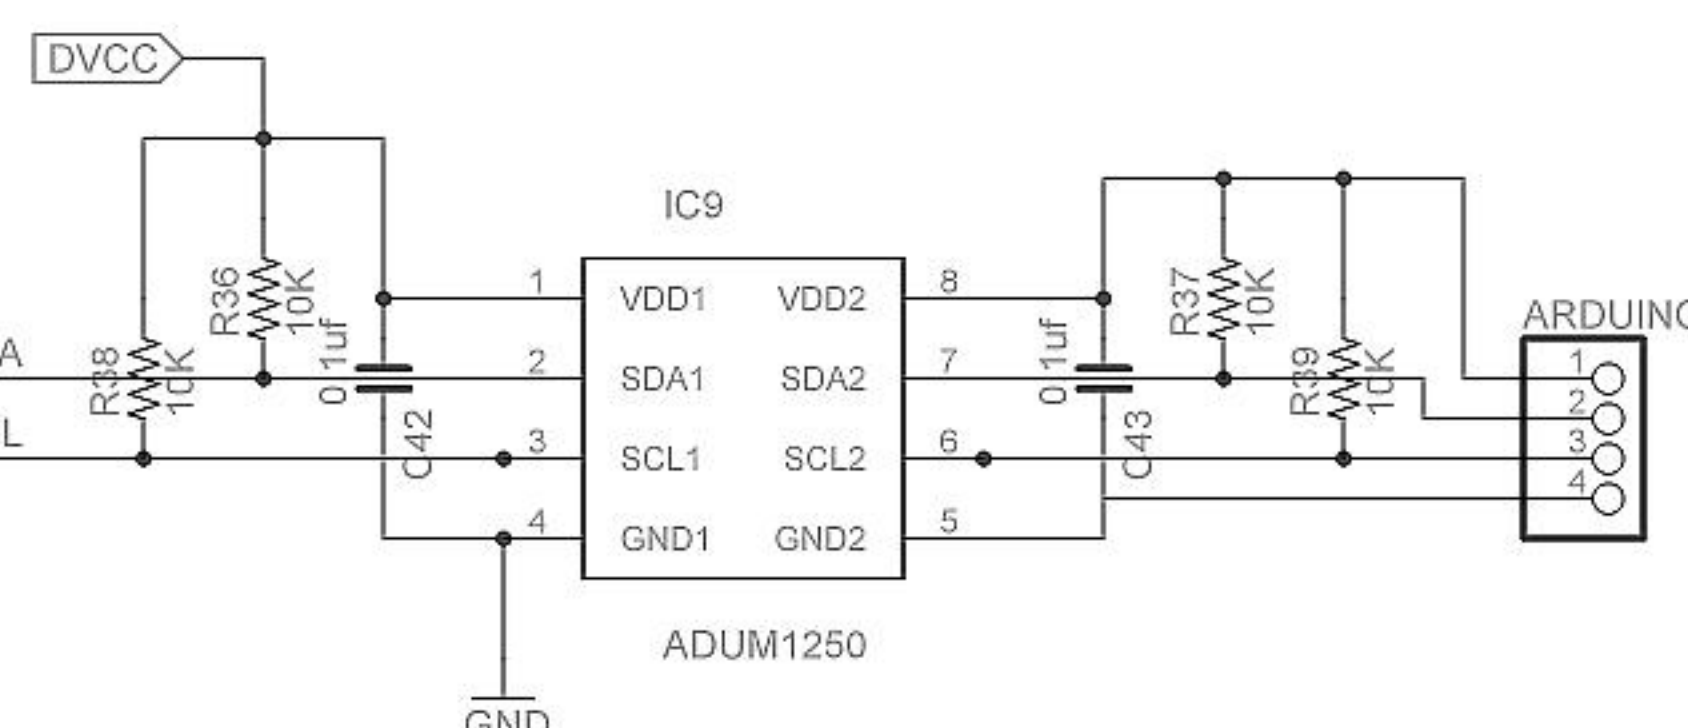 DVCC
IC9
R36
10K
R38
10K
0 1uf
C42
A
L
1
2
3
4
VDD1
SDA1
SCL1
GND1
VDD2
SDA2
SCL2
GND2
8
7
6
5
0 1uf
C43
R37
10K
R39
10K
ARDUINO
1
2
3
4
ADUM1250
GND